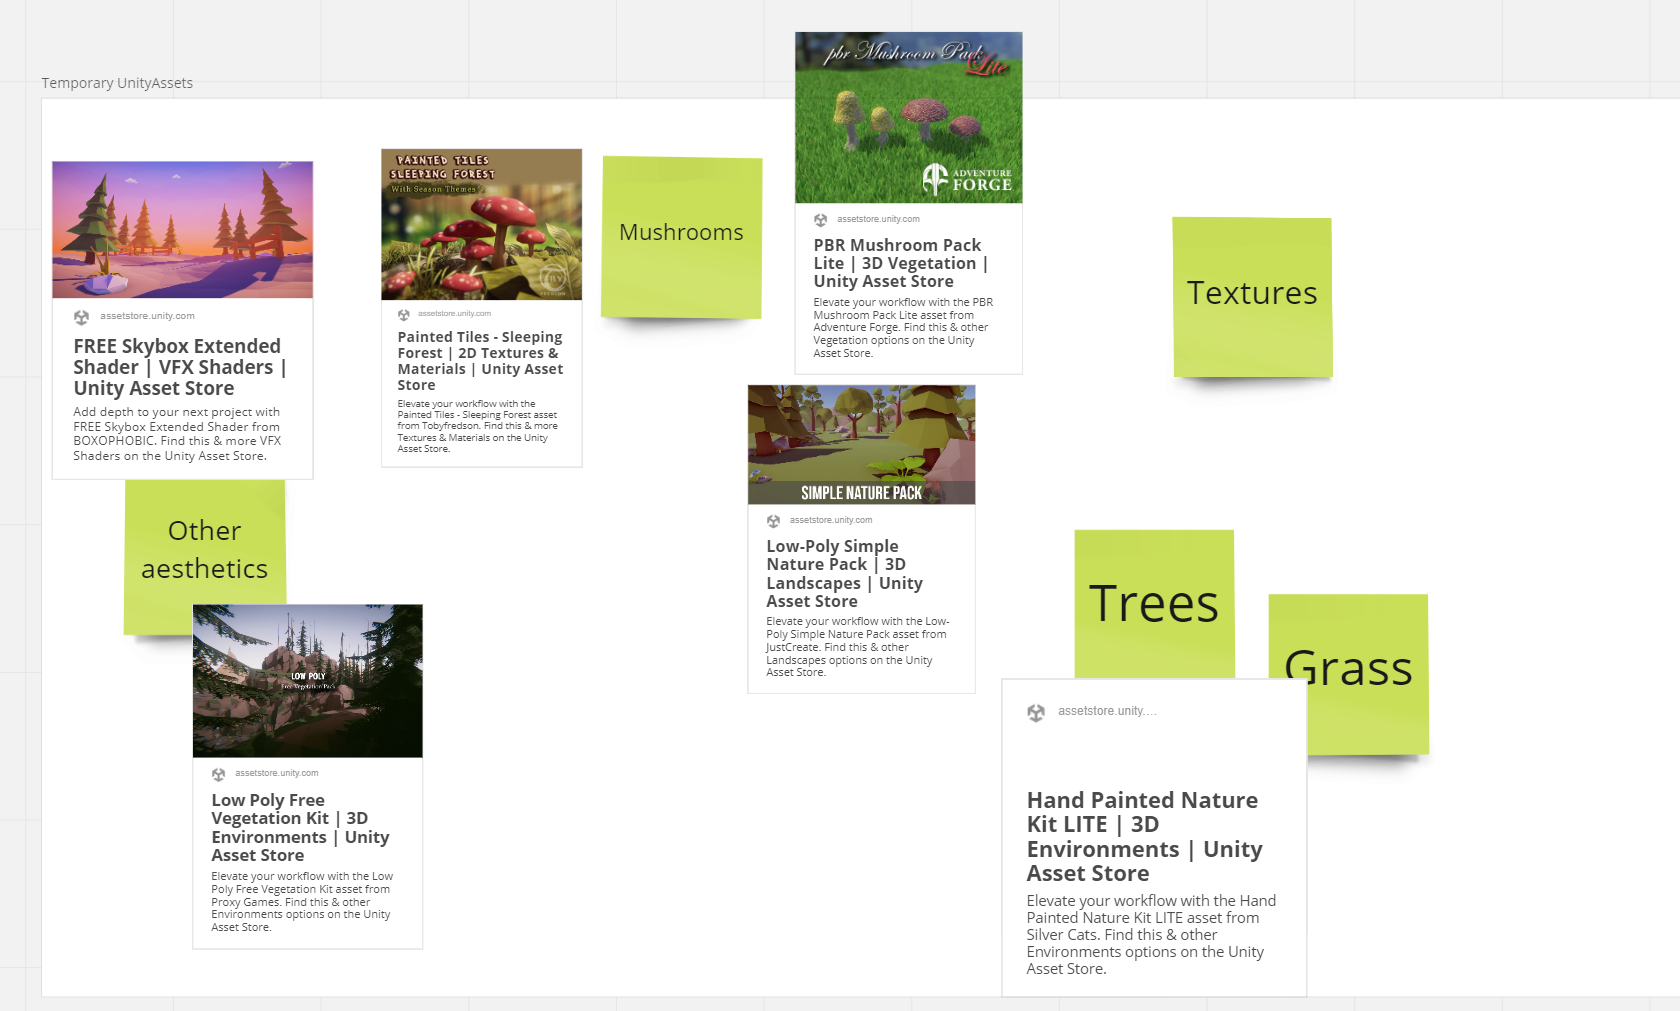 Temporary UnityAssets
assetstore.unity.com
FREE Skybox Extended
Shader | VFX Shaders |
Unity Asset Store
Add depth to your next project with
FREE Skybox Extended Shader from
BOXOPHOBIC. Find this & more VFX
Shaders on the Unity Asset Store.
PAINTED TILES
SLEEPING FOREST
With Season Themes
assetstore.unity.com
Painted Tiles - Sleeping
Forest | 2D Textures &
Materials | Unity Asset
Store
Elevate your workflow with the
Painted Tiles - Sleeping Forest asset
from Tobyfredson. Find this & more
Textures & Materials on the Unity
Asset Store.
Mushrooms
pbr Mushroom Pack
Lite
ADVENTURE
FORGE
assetstore.unity.com
PBR Mushroom Pack
Lite | 3D Vegetation |
Unity Asset Store
Elevate your workflow with the PBR
Mushroom Pack Lite asset from
Adventure Forge. Find this & other
Vegetation options on the Unity
Asset Store.
Textures
SIMPLE NATURE PACK
assetstore.unity.com
Low-Poly Simple
Nature Pack | 3D
Landscapes | Unity
Asset Store
Elevate your workflow with the Low-
Poly Simple Nature Pack asset from
JustCreate. Find this & other
Landscapes options on the Unity
Asset Store.
Other
aesthetics
LOW POLY
Free Vegetation Pack
assetstore.unity.com
Low Poly Free
Vegetation Kit | 3D
Environments | Unity
Asset Store
Elevate your workflow with the Low
Poly Free Vegetation Kit asset from
Proxy Games. Find this & other
Environments options on the Unity
Asset Store.
Trees
Grass
assetstore.unity....
Hand Painted Nature
Kit LITE | 3D
Environments | Unity
Asset Store
Elevate your workflow with the Hand
Painted Nature Kit LITE asset from
Silver Cats. Find this & other
Environments options on the Unity
Asset Store.